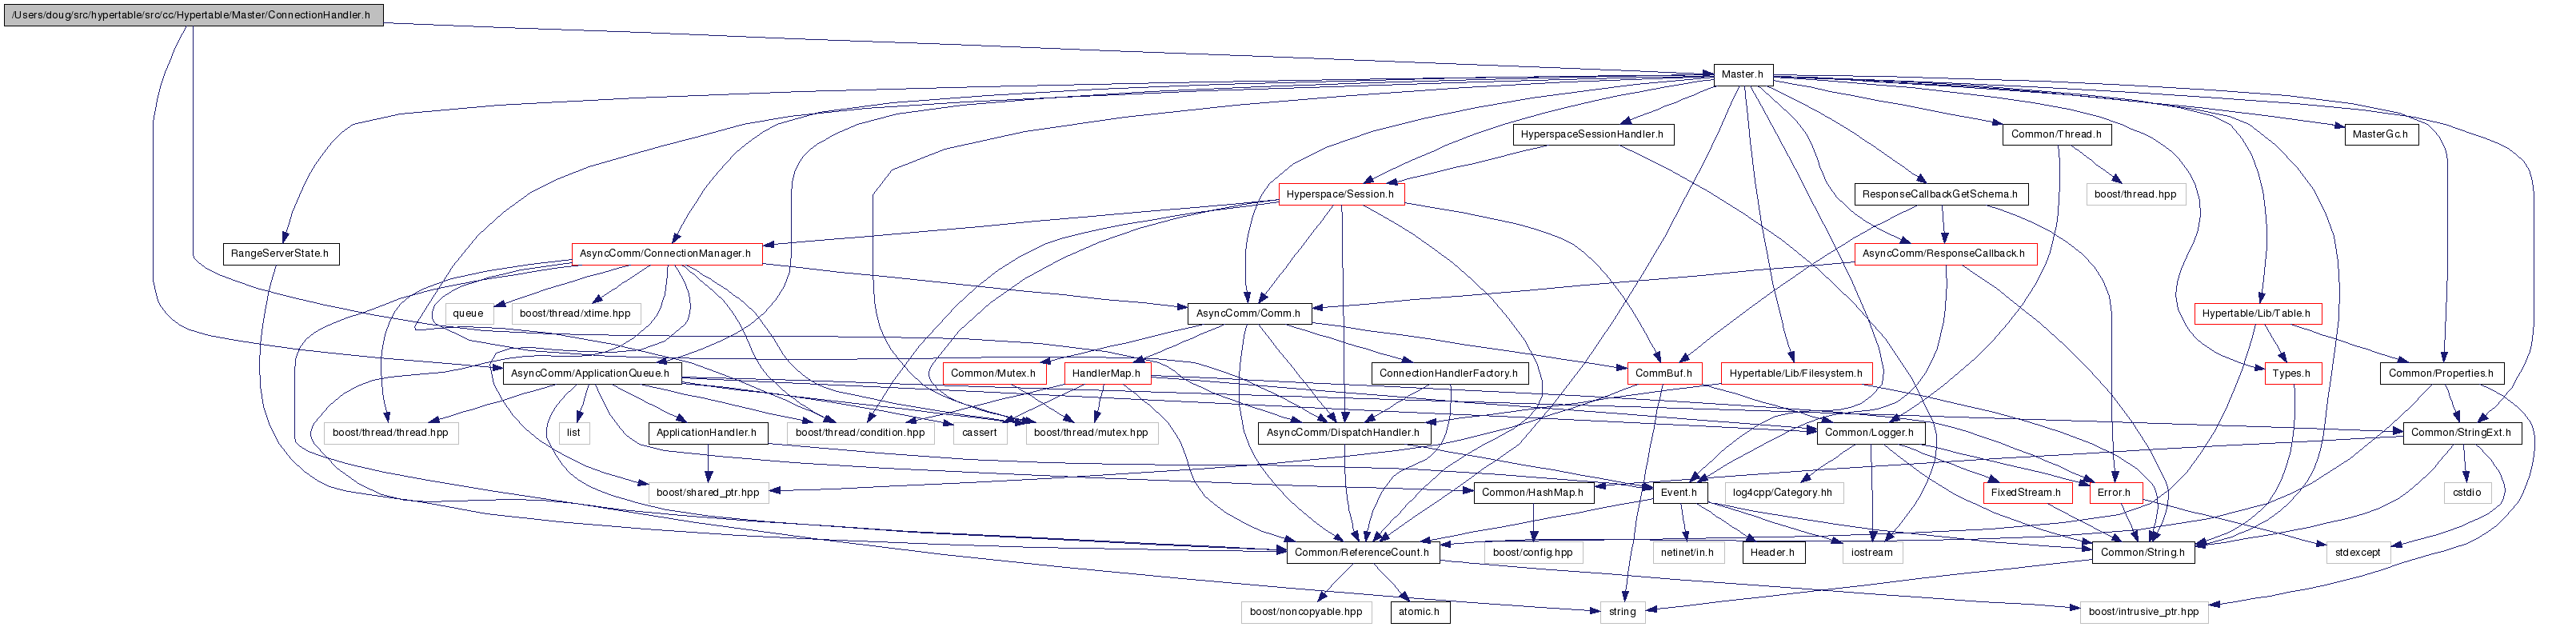 /Users/doug/src/hypertable/src/cc/Hypertable/Master/ConnectionHandler.h
Master.h
HyperspaceSessionHandler.h
Common/Thread.h
MasterGc.h
Hyperspace/Session.h
ResponseCallbackGetSchema.h
boost/thread.hpp
RangeServerState.h
AsyncComm/ConnectionManager.h
AsyncComm/ResponseCallback.h
queue
boost/thread/xtime.hpp
AsyncComm/Comm.h
Hypertable/Lib/Table.h
AsyncComm/ApplicationQueue.h
Common/Mutex.h
HandlerMap.h
ConnectionHandlerFactory.h
CommBuf.h
Hypertable/Lib/Filesystem.h
Types.h
Common/Properties.h
boost/thread/thread.hpp
list
ApplicationHandler.h
boost/thread/condition.hpp
cassert
boost/thread/mutex.hpp
AsyncComm/DispatchHandler.h
Common/Logger.h
Common/StringExt.h
boost/shared_ptr.hpp
Common/HashMap.h
Event.h
log4cpp/Category.hh
FixedStream.h
Error.h
cstdio
Common/ReferenceCount.h
boost/config.hpp
netinet/in.h
Header.h
iostream
Common/String.h
stdexcept
boost/noncopyable.hpp
atomic.h
string
boost/intrusive_ptr.hpp